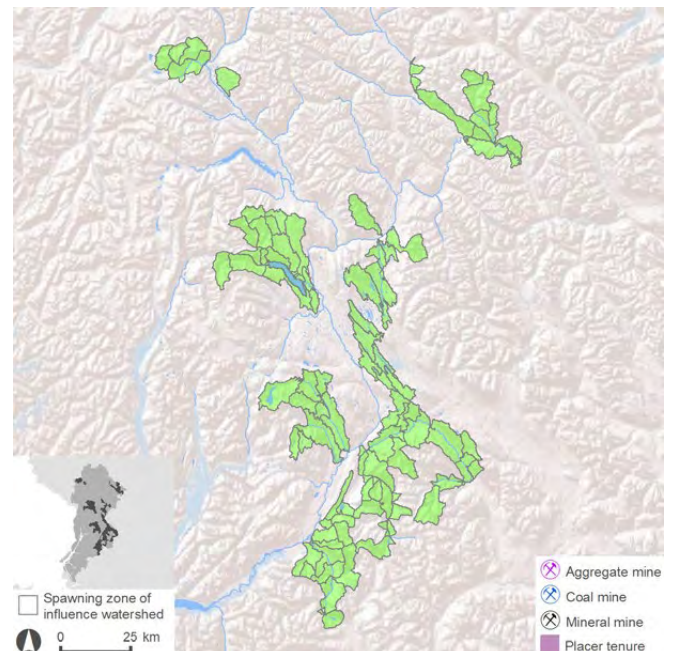 Spawning zone of
influence watershed
0 25 km
Aggregate mine
Coal mine
Mineral mine
Placer tenure